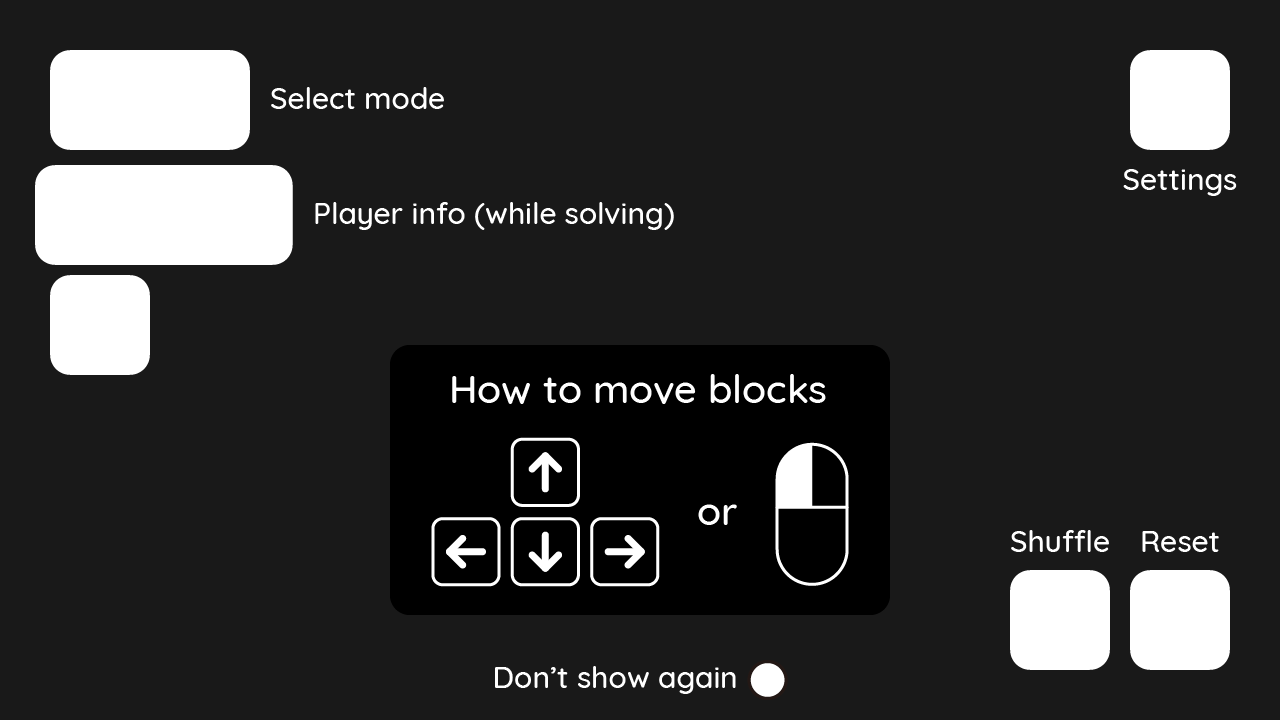 Select mode
Settings
Player info (while solving)
How to move blocks
or
Shuffle
Reset
Don’t show again